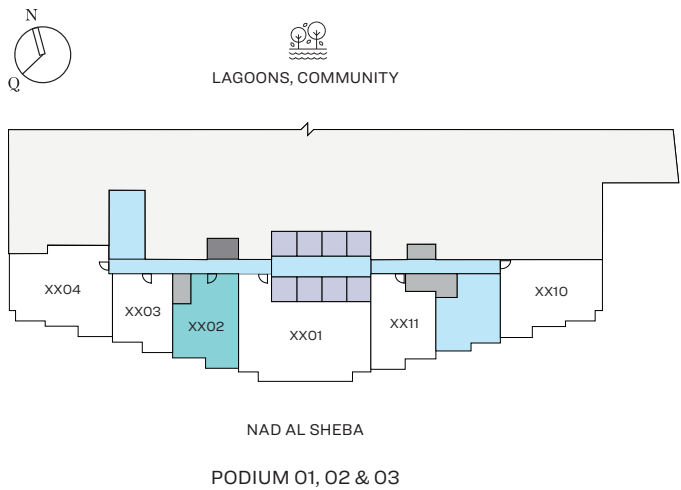 N
Q
LAGOONS, COMMUNITY
XX04
XX03
XX02
XX01
XX11
XX10
NAD AL SHEBA
PODIUM 01, 02 & 03